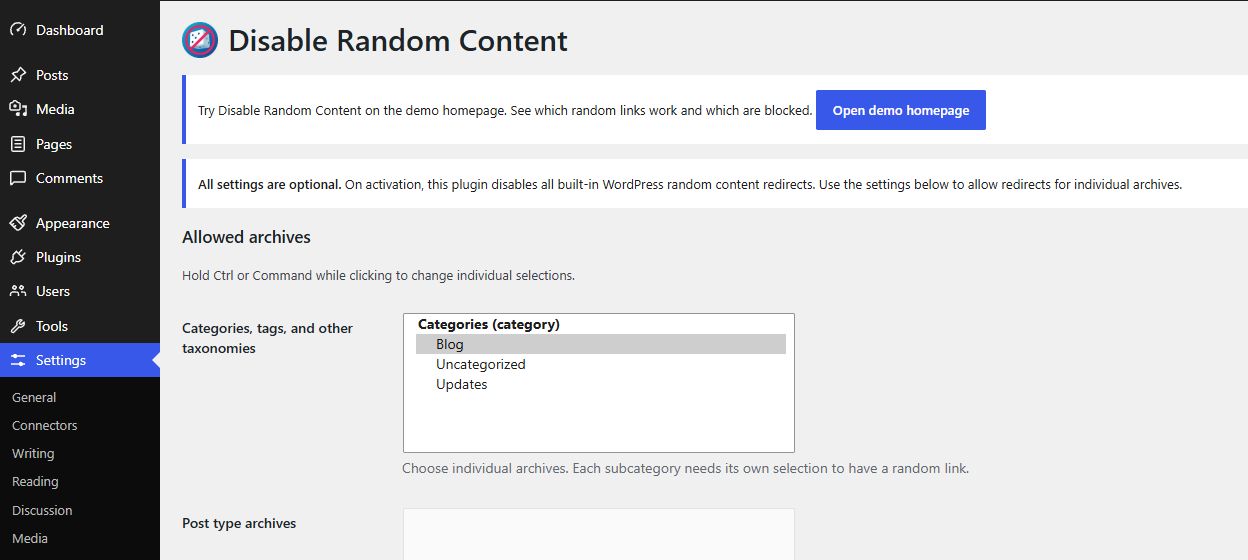 Dashboard
Posts
Media
Pages
Comments
Appearance
Plugins
Users
Tools
Settings
General
Connectors
Writing
Reading
Discussion
Media
Disable Random Content
Try Disable Random Content on the demo homepage. See which random links work and which are blocked. Open demo homepage
All settings are optional. On activation, this plugin disables all built-in WordPress random content redirects. Use the settings below to allow redirects for individual archives.
Allowed archives
Hold Ctrl or Command while clicking to change individual selections.
Categories, tags, and other
taxonomies
Categories (category)
Blog
Uncategorized
Updates
Choose individual archives. Each subcategory needs its own selection to have a random link.
Post type archives